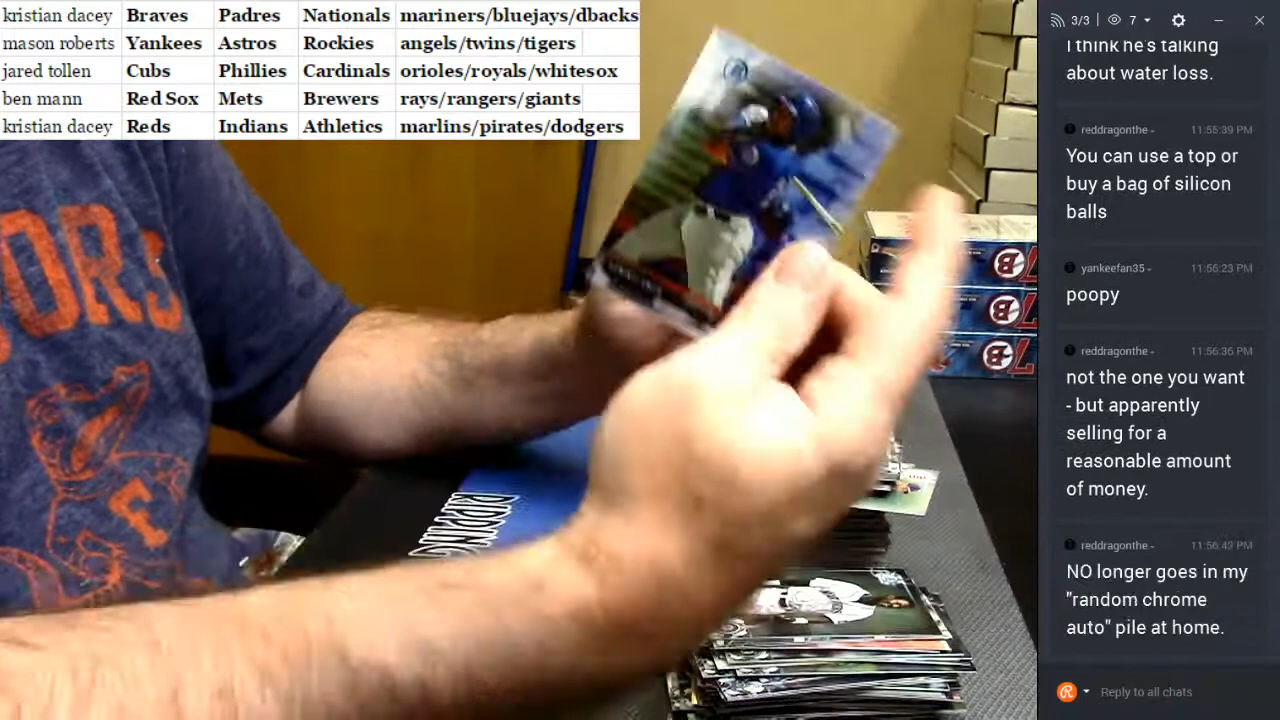 kristian dacey Braves Padres Nationals mariners/bluejays/dbacks
mason roberts Yankees Astros Rockies angels/twins/tigers
jared tollen Cubs Phillies Cardinals orioles/royals/whitesox
ben mann Red Sox Mets Brewers rays/rangers/giants
kristian dacey Reds Indians Athletics marlins/pirates/dodgers
ORS
F
RIPPING
B
B
B
3/3 | 7
I think he's talking
about water loss.
reddragonthe - 11:55:39 PM
You can use a top or
buy a bag of silicon
balls
yankeefan35 - 11:56:23 PM
poopy
reddragonthe - 11:56:36 PM
not the one you want
- but apparently
selling for a
reasonable amount
of money.
reddragonthe - 11:56:43 PM
NO longer goes in my
"random chrome
auto" pile at home.
Reply to all chats